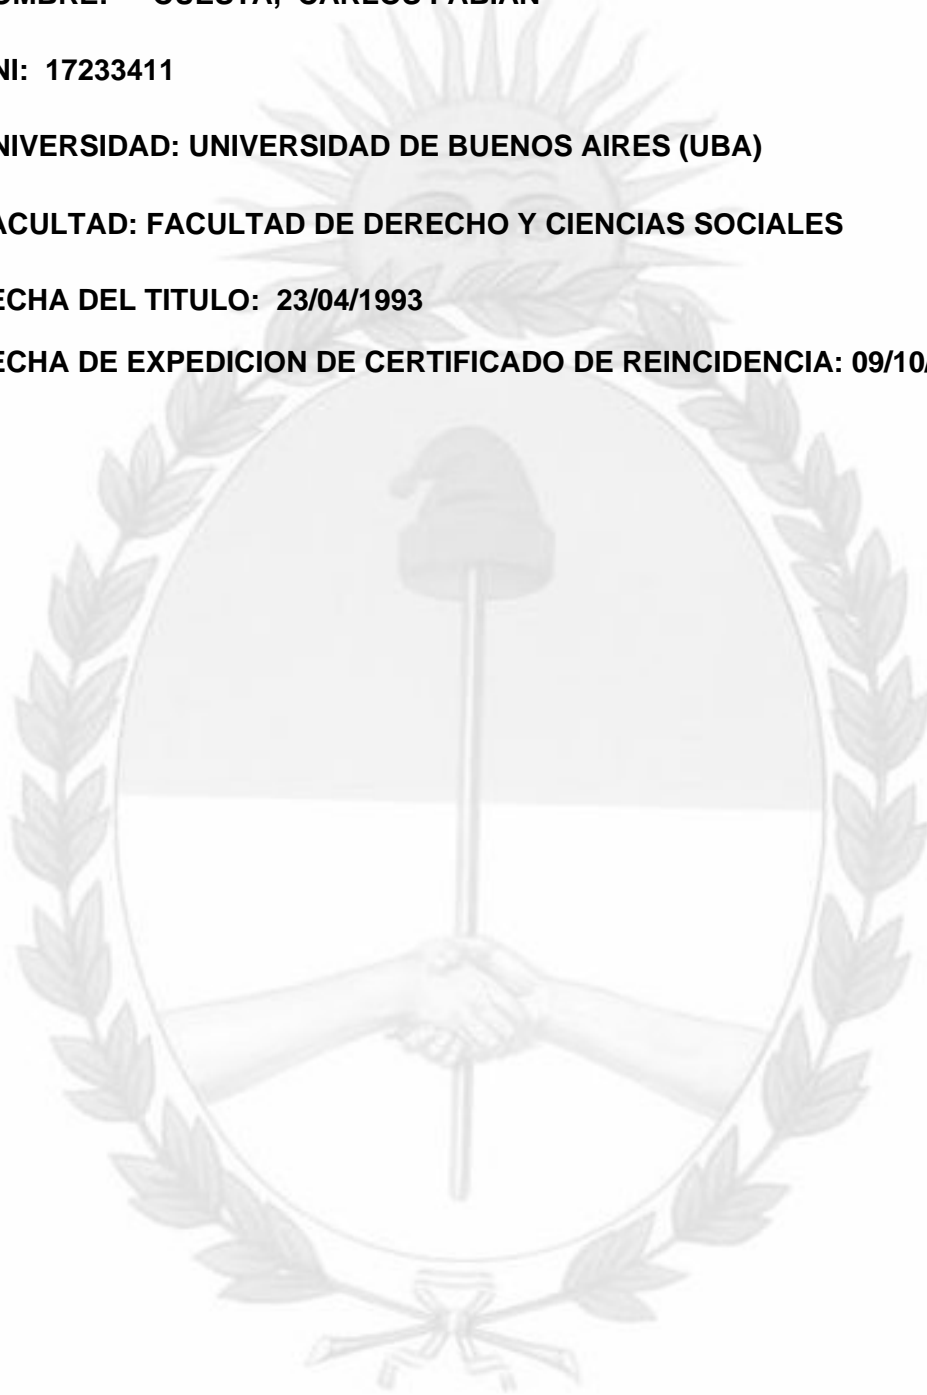 OMBRE: CUESTA, CARLOS FABIAN
NI: 17233411
NIVERSIDAD: UNIVERSIDAD DE BUENOS AIRES (UBA)
ACULTAD: FACULTAD DE DERECHO Y CIENCIAS SOCIALES
ECHA DEL TITULO: 23/04/1993
ECHA DE EXPEDICION DE CERTIFICADO DE REINCIDENCIA: 09/10/